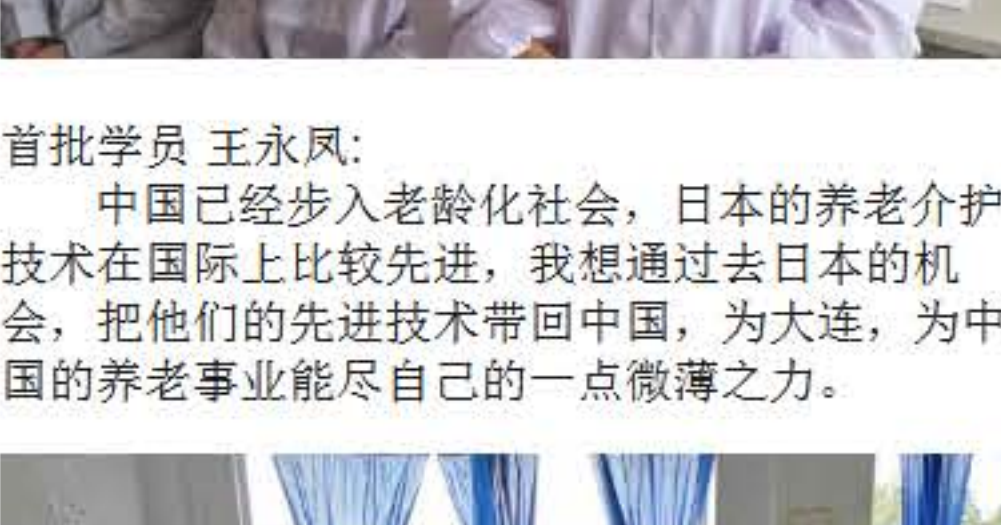 首批学员 王永凤:
中国已经步入老龄化社会，日本的养老介护
技术在国际上比较先进，我想通过去日本的机
会，把他们的先进技术带回中国，为大连，为中
国的养老事业能尽自己的一点微薄之力。